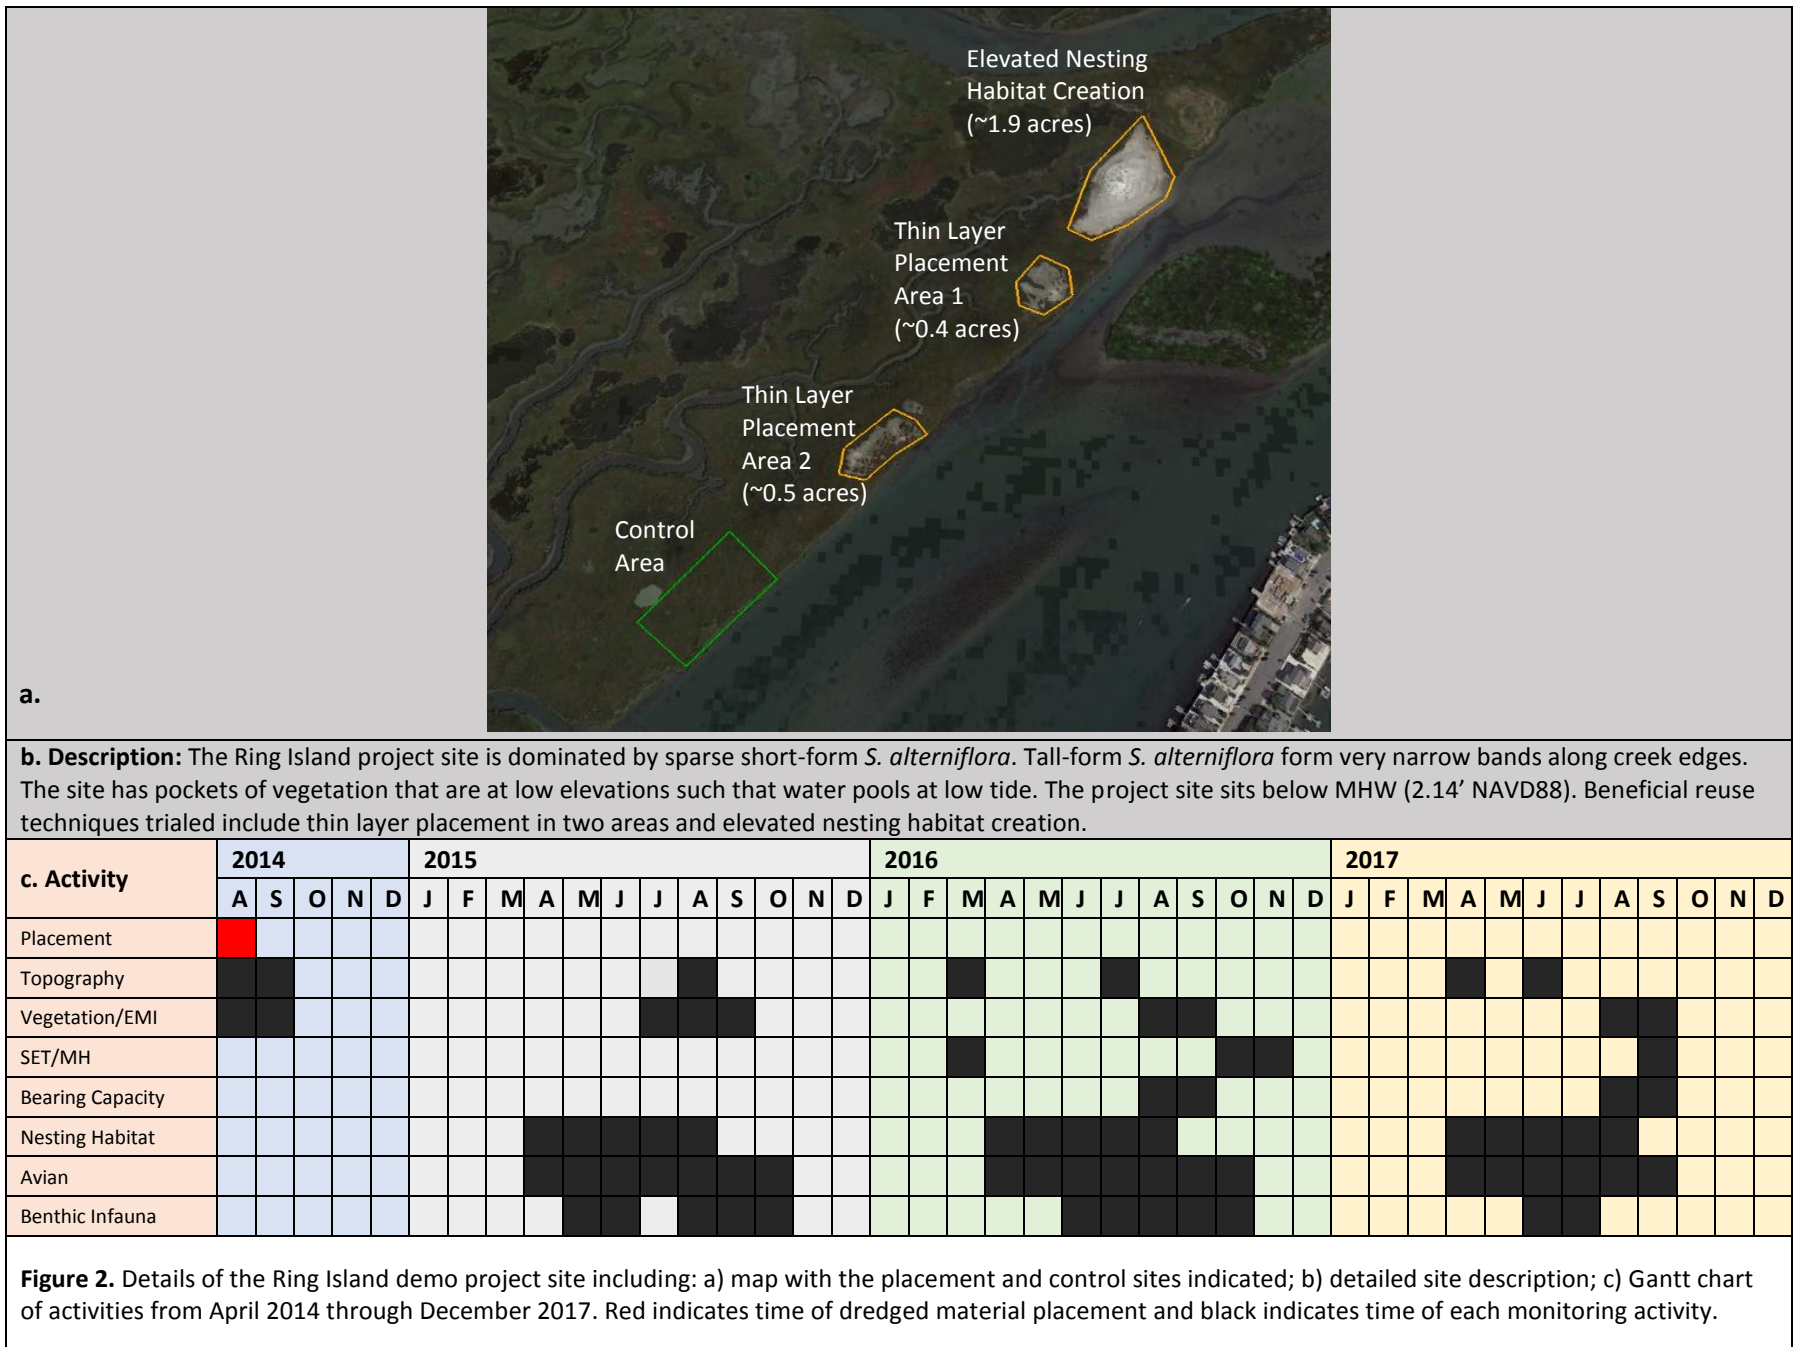 Elevated Nesting
Habitat Creation
(~1.9 acres)
Thin Layer
Placement
Area 1
(~0.4 acres)
Thin Layer
Placement
Area 2
(~0.5 acres)
Control
Area
a.
b. Description: The Ring Island project site is dominated by sparse short-form S. alterniflora. Tall-form S. alterniflora form very narrow bands along creek edges.
The site has pockets of vegetation that are at low elevations such that water pools at low tide. The project site sits below MHW (2.14’ NAVD88). Beneficial reuse
techniques trialed include thin layer placement in two areas and elevated nesting habitat creation.
c. Activity 2014 2015 2016 2017
A S O N D J F M A M J J A S O N D J F M A M J J A S O N D J F M A M J J A S O N D
Placement
Topography
Vegetation/EMI
SET/MH
Bearing Capacity
Nesting Habitat
Avian
Benthic Infauna
Figure 2. Details of the Ring Island demo project site including: a) map with the placement and control sites indicated; b) detailed site description; c) Gantt chart
of activities from April 2014 through December 2017. Red indicates time of dredged material placement and black indicates time of each monitoring activity.